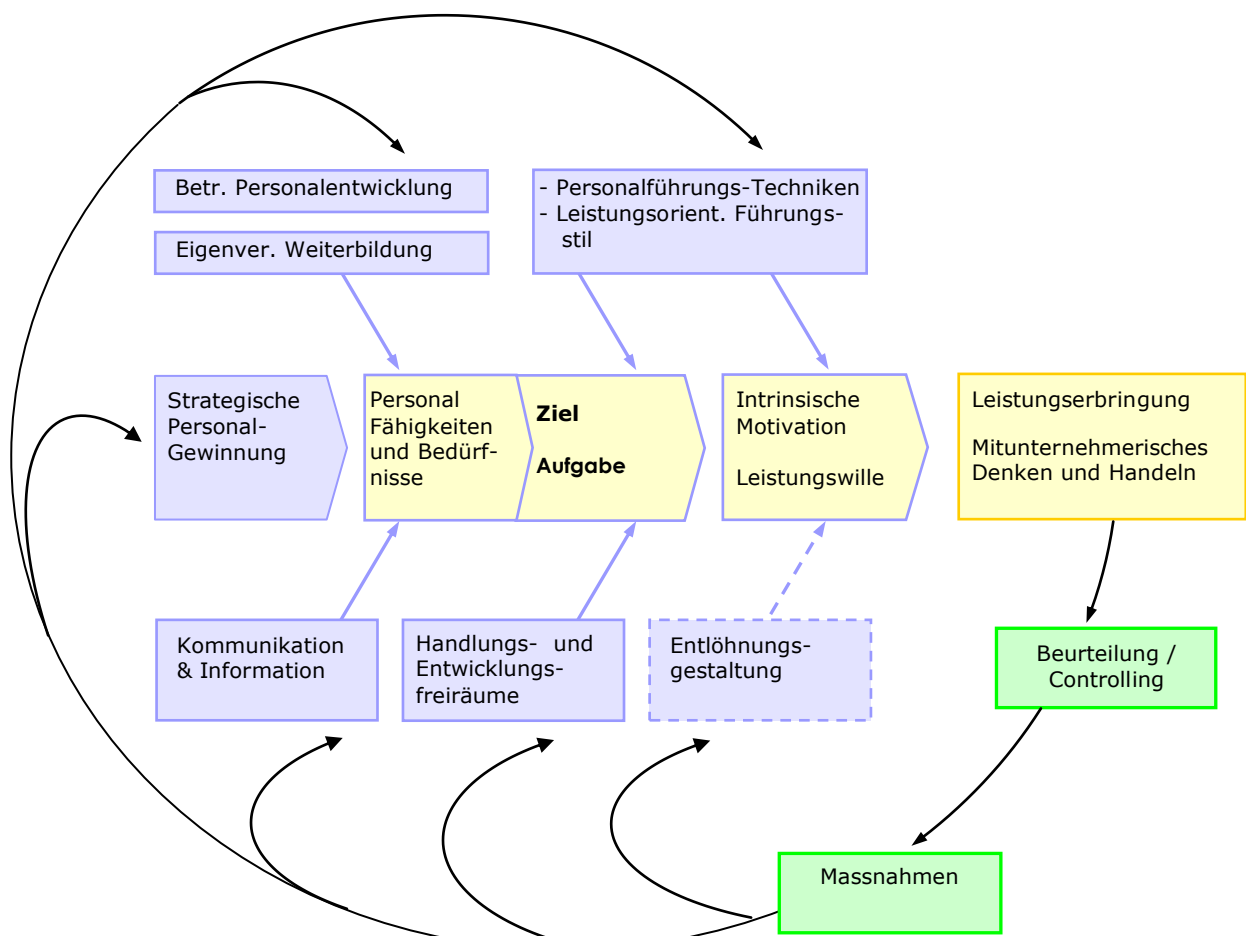 Betr. Personalentwicklung
Eigenver. Weiterbildung
- Personalführungs-Techniken
- Leistungsorient. Führungs-
stil
Strategische
Personal-
Gewinnung
Personal
Fähigkeiten
und Bedürf-
nisse
Ziel
Aufgabe
Intrinsische
Motivation
Leistungswille
Leistungserbringung
Mitunternehmerisches
Denken und Handeln
Kommunikation
& Information
Handlungs- und
Entwicklungs-
freiräume
Entlöhnungs-
gestaltung
Beurteilung /
Controlling
Massnahmen